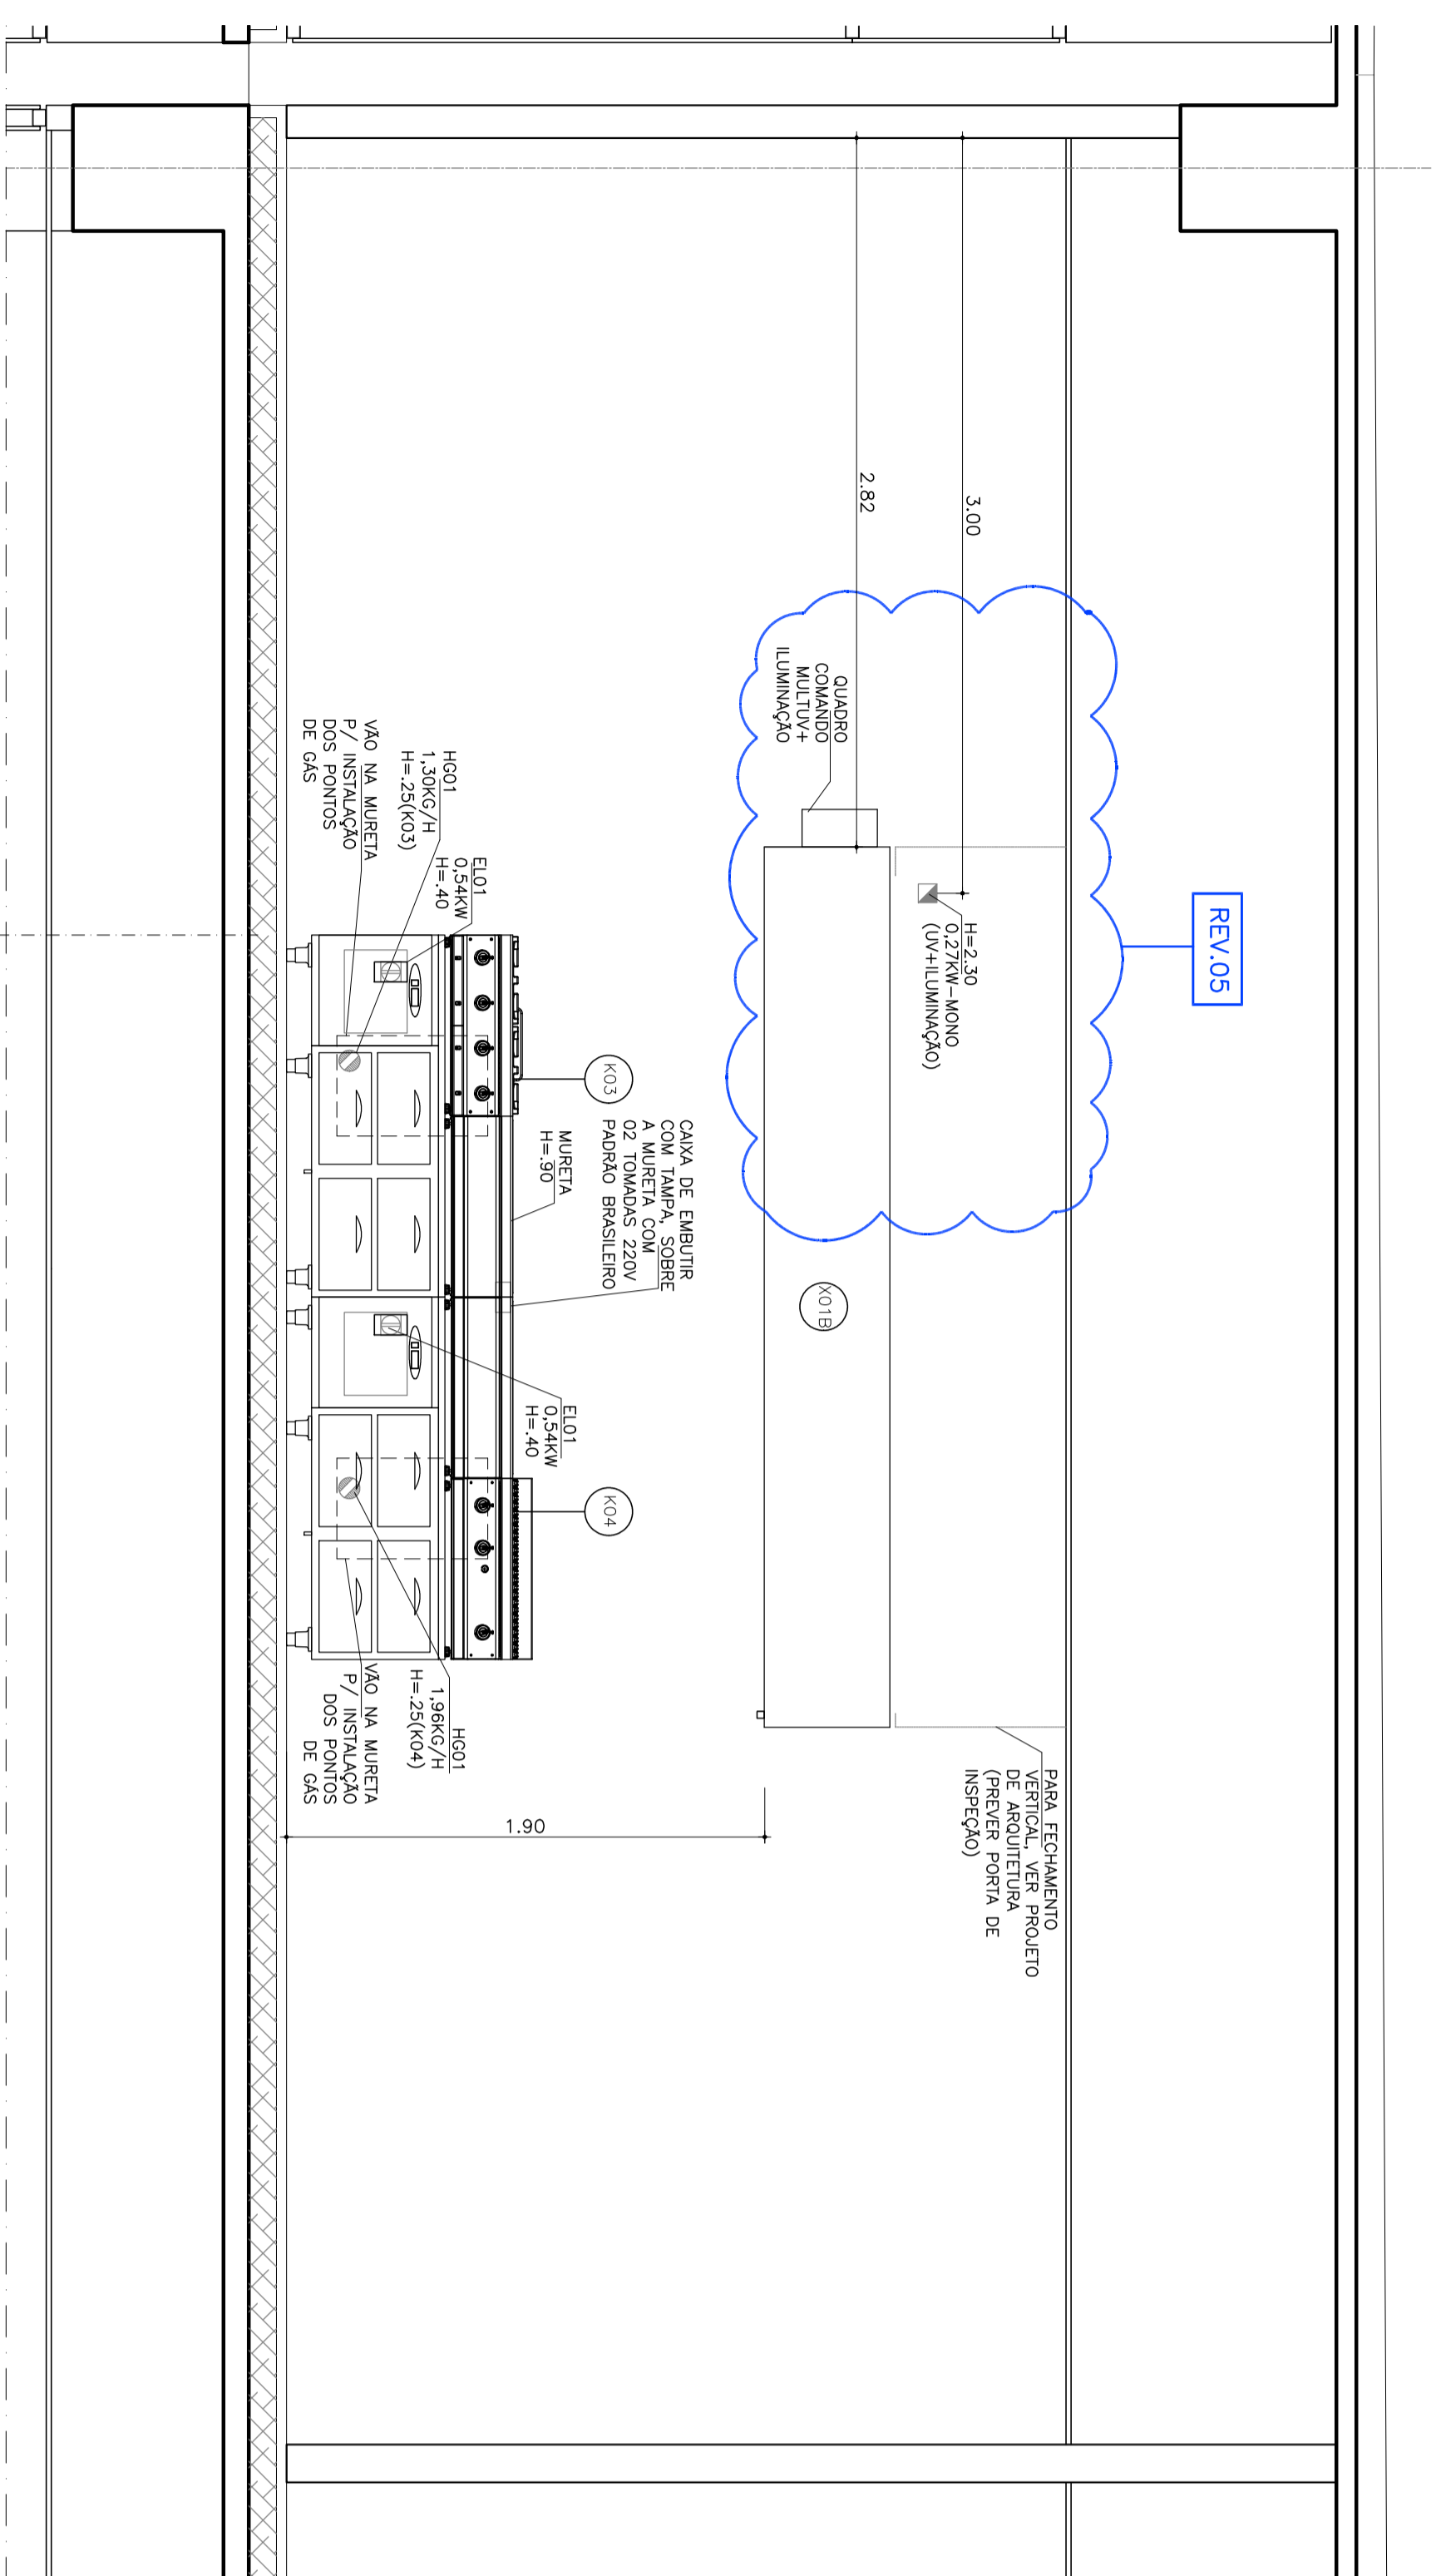 REV.05
3.00
2.82
QUADRO
COMANDO
MULTUV+
ILUMINAÇÃO
H=2.30
0,27KW-MONO
(UV+ILUMINAÇÃO)
X01B
PARA FECHAMENTO
VERTICAL, VER PROJETO
DE ARQUITETURA
(PREVER PORTA DE
INSPEÇÃO)
CAIXA DE EMBUTIR
COM TAMPA, SOBRE
A MURETA COM
02 TOMADAS 220V
PADRÃO BRASILEIRO
K03
K04
MURETA
H=.90
EL01
0,54KW
H=.40
EL01
0,54KW
H=.40
HG01
1,30KG/H
H=.25(K03)
VÃO NA MURETA
P/ INSTALAÇÃO
DOS PONTOS
DE GÁS
HG01
1,96KG/H
H=.25(K04)
VÃO NA MURETA
P/ INSTALAÇÃO
DOS PONTOS
DE GÁS
1.90